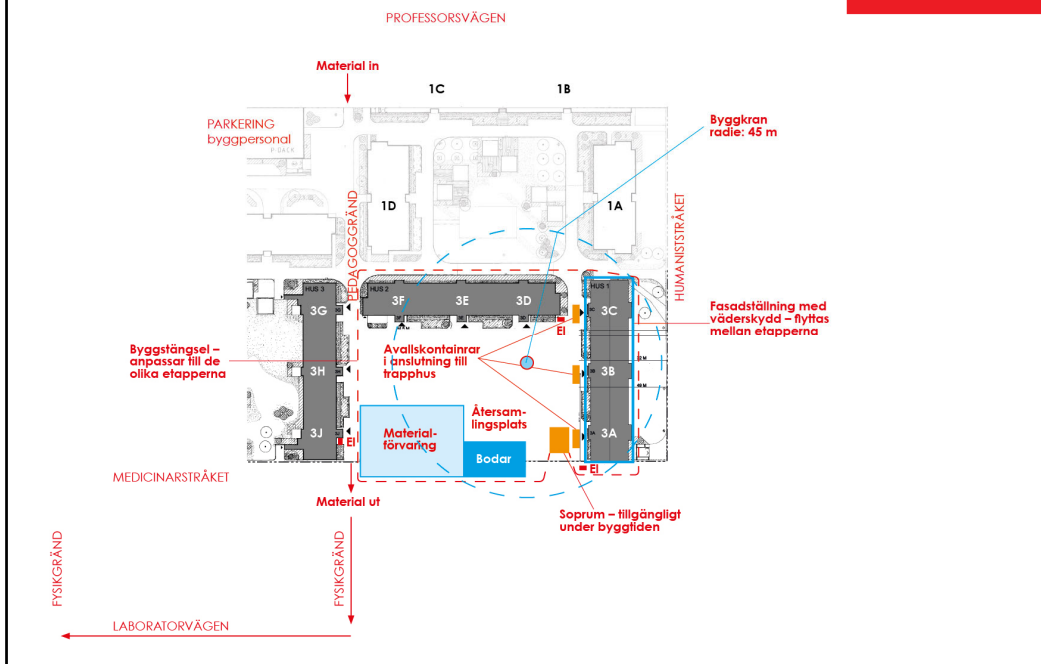 PROFESSORSVÄGEN
Material in
1C
1B
PARKERING
byggpersonal
P-DÄCK
Byggkran
radie: 45 m
1D
1A
PEDAGOGGRÄND
HUMANISTSTRÅKET
HUS 3
HUS 2
HUS 1
3G
3F
3E
3D
3C
El
Fasadställning med
väderskydd – flyttas
mellan etapperna
Byggstängsel –
anpassar till de
olika etapperna
Avallskontainrar
i anslutning till
trapphus
3H
3B
Återsam-
lingsplats
Material-
förvaring
3J
El
3A
Bodar
El
MEDICINARSTRÅKET
Material ut
Soprum – tillgängligt
under byggtiden
FYSIKGRÄND
FYSIKGRÄND
LABORATORVÄGEN